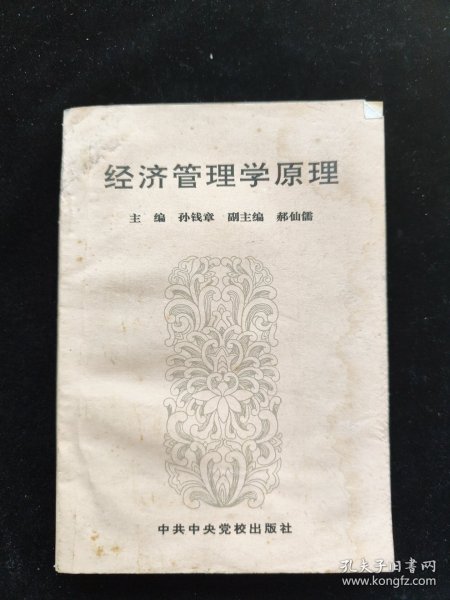 经济管理学原理
主 编 孙钱章 副主编 郝仙儒
中共中央党校出版社
孔夫子旧书网
www.kongfz.com